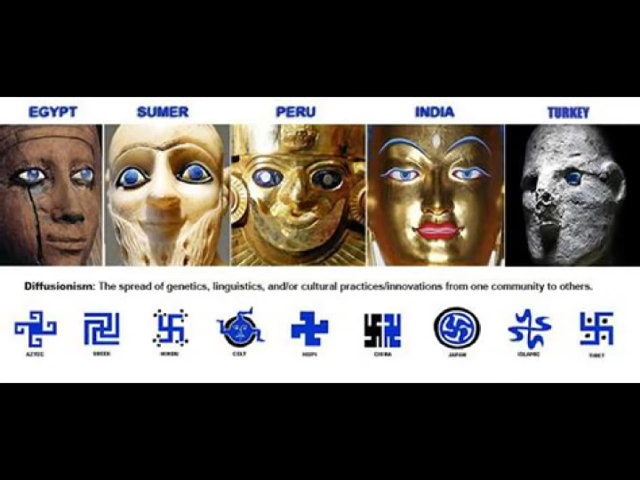 EGYPT SUMER PERU INDIA TURKEY
Diffusionism: The spread of genetics, linguistics, and/or cultural practices/innovations from one community to others.
AZTEC GREEK HINDU CELT HOPI CHINA JAPAN ISLAMIC TIBET